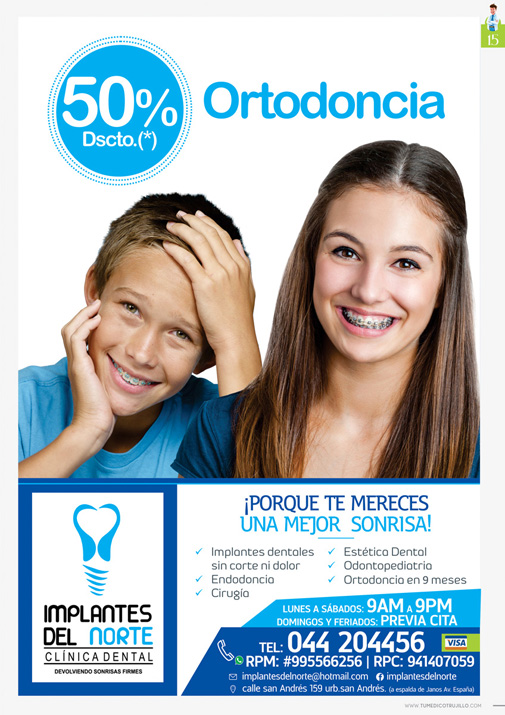 15
50%
Dscto.(*)
Ortodoncia
¡PORQUE TE MERECES
UNA MEJOR SONRISA!
Implantes dentales
sin corte ni dolor
Endodoncia
Cirugía
Estética Dental
Odontopediatria
Ortodoncia en 9 meses
IMPLANTES
DEL NORTE
CLÍNICA DENTAL
DEVOLVIENDO SONRISAS FIRMES
LUNES A SÁBADOS: 9AM A 9PM
DOMINGOS Y FERIADOS: PREVIA CITA
TEL: 044 204456
VISA
RPM: #995566256 | RPC: 941407059
implantesdelnorte@hotmail.com implantesdelnorte
calle san Andrés 159 urb.san Andrés. (a espalda de Janos Av. España)
WWW.TUMEDICOTRUJILLO.COM